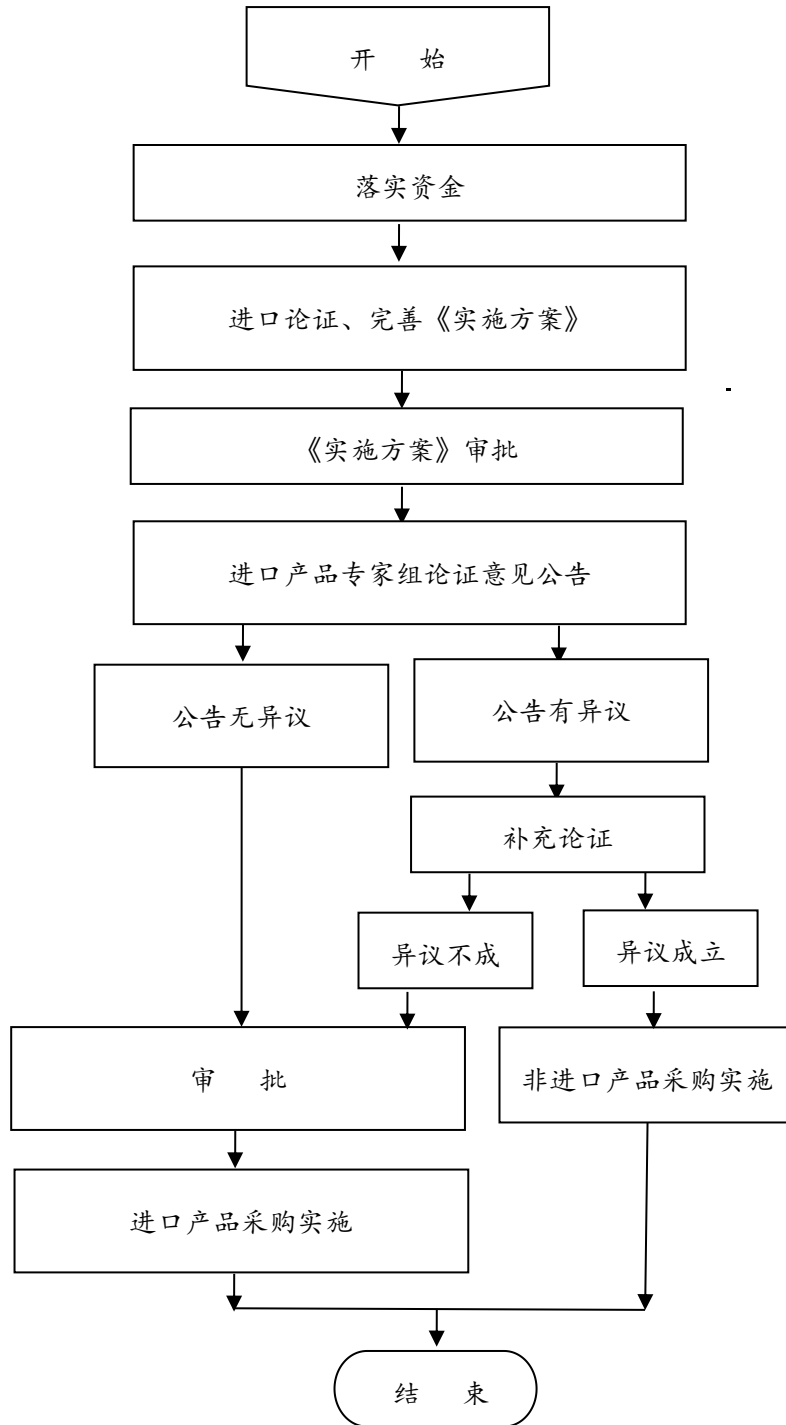 开 始
落实资金
进口论证、完善《实施方案》
《实施方案》审批
进口产品专家组论证意见公告
公告无异议
公告有异议
补充论证
异议不成
异议成立
审 批
非进口产品采购实施
进口产品采购实施
结 束